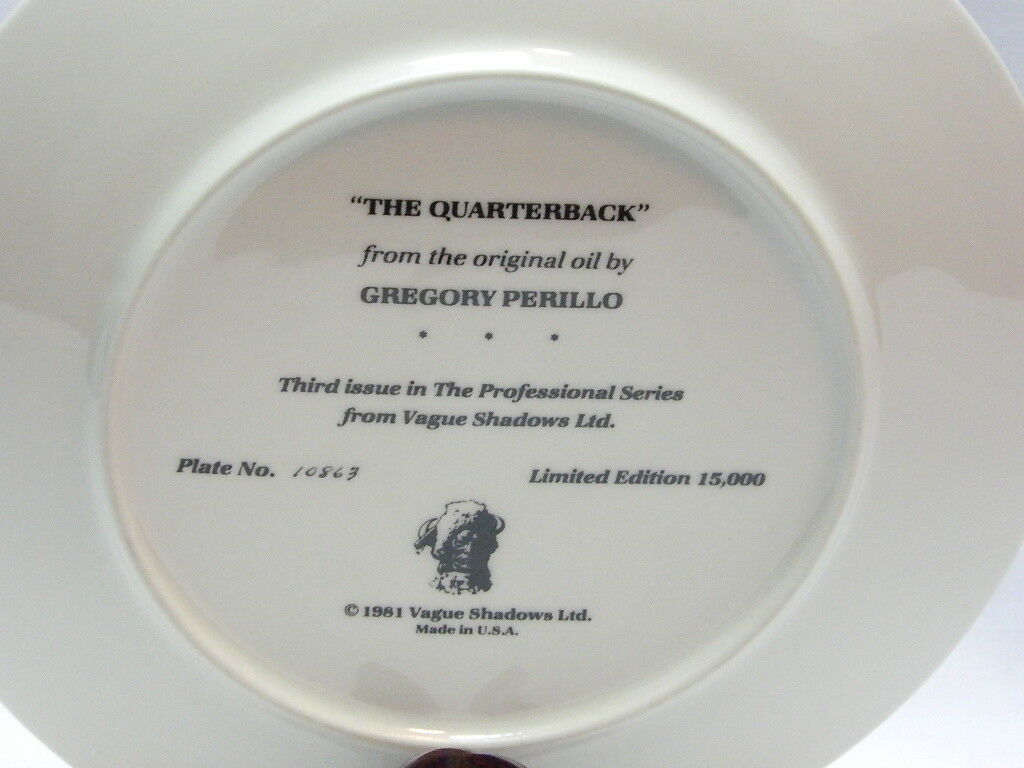 "THE QUARTERBACK"
from the original oil by
GREGORY PERILLO
* * *
Third issue in The Professional Series
from Vague Shadows Ltd.
Plate No. 10863 Limited Edition 15,000
© 1981 Vague Shadows Ltd.
Made in U.S.A.